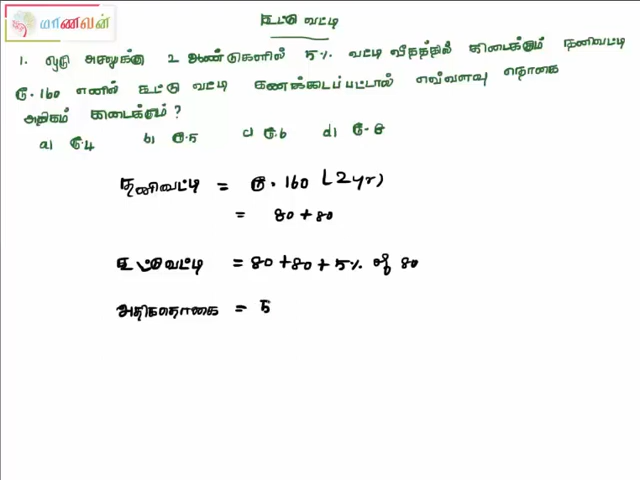 மாணவன்
கூட்டு வட்டி
1. ஒரு அசலுக்கு 2 ஆண்டுகளில் 5% வட்டி வீதத்தில் கிடைக்கும் தனிவட்டி
ரூ.160 எனில் கூட்டு வட்டி கணக்கிடப்பட்டால் எவ்வளவு தொகை
அதிகம் கிடைக்கும்?
a) ரூ.4 b) ரூ.5 c) ரூ.6 d) ரூ.8
தனிவட்டி = ரூ.160 (2yr)
= 80+80
கூட்டுவட்டி = 80+80+5% of 80
அதிகதொகை = 5